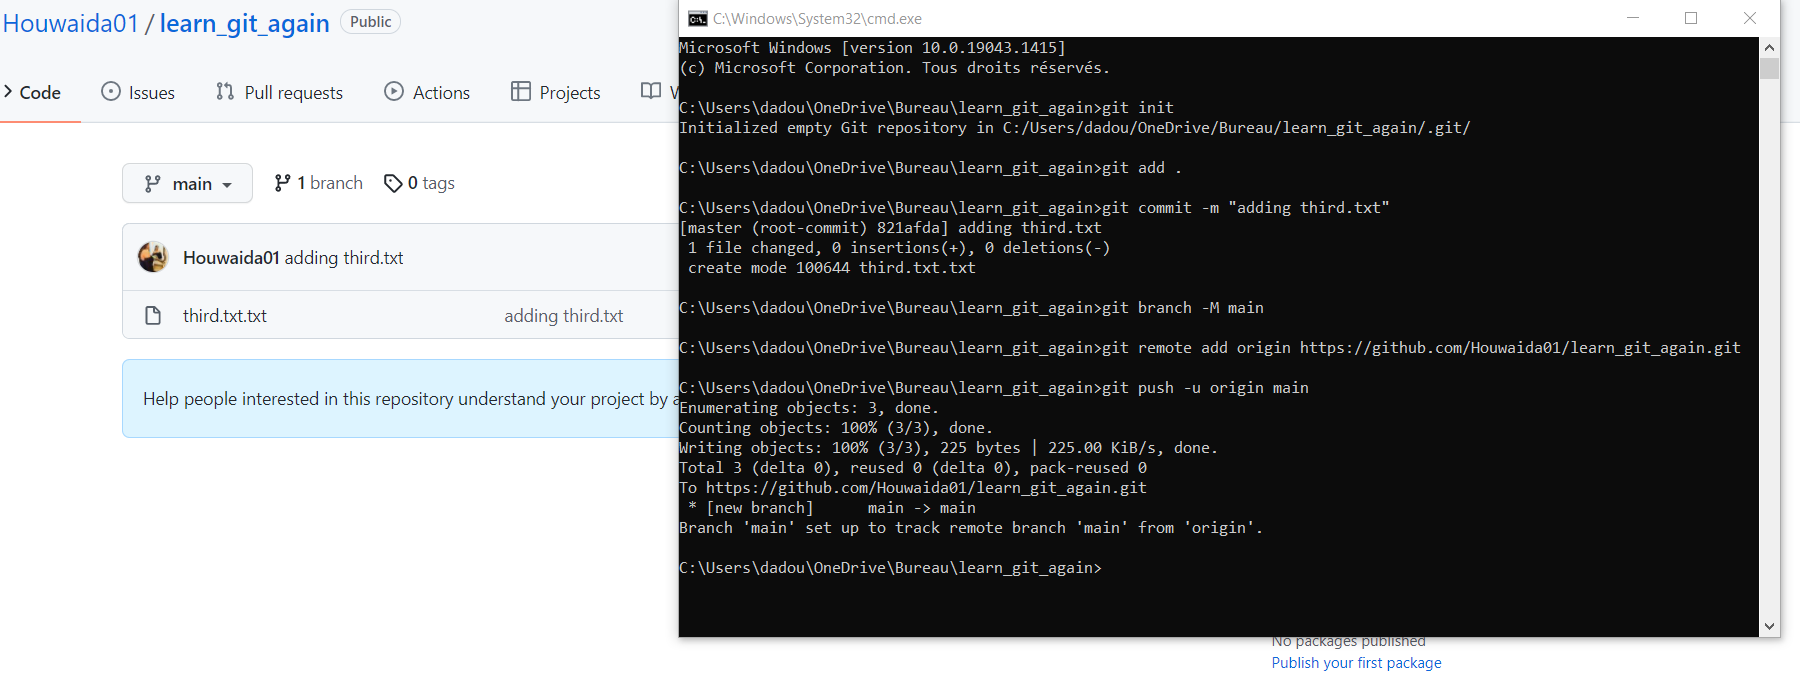 Houwaida01 / learn_git_again Public
Code Issues Pull requests Actions Projects
main 1 branch 0 tags
Houwaida01 adding third.txt
third.txt.txt adding third.txt
Help people interested in this repository understand your project by
C:\Windows\System32\cmd.exe
Microsoft Windows [version 10.0.19043.1415]
(c) Microsoft Corporation. Tous droits réservés.
C:\Users\dadou\OneDrive\Bureau\learn_git_again>git init
Initialized empty Git repository in C:/Users/dadou/OneDrive/Bureau/learn_git_again/.git/
C:\Users\dadou\OneDrive\Bureau\learn_git_again>git add .
C:\Users\dadou\OneDrive\Bureau\learn_git_again>git commit -m "adding third.txt"
[master (root-commit) 821afda] adding third.txt
1 file changed, 0 insertions(+), 0 deletions(-)
create mode 100644 third.txt.txt
C:\Users\dadou\OneDrive\Bureau\learn_git_again>git branch -M main
C:\Users\dadou\OneDrive\Bureau\learn_git_again>git remote add origin https://github.com/Houwaida01/learn_git_again.git
C:\Users\dadou\OneDrive\Bureau\learn_git_again>git push -u origin main
Enumerating objects: 3, done.
Counting objects: 100% (3/3), done.
Writing objects: 100% (3/3), 225 bytes | 225.00 KiB/s, done.
Total 3 (delta 0), reused 0 (delta 0), pack-reused 0
To https://github.com/Houwaida01/learn_git_again.git
* [new branch] main -> main
Branch 'main' set up to track remote branch 'main' from 'origin'.
C:\Users\dadou\OneDrive\Bureau\learn_git_again>
No packages published
Publish your first package